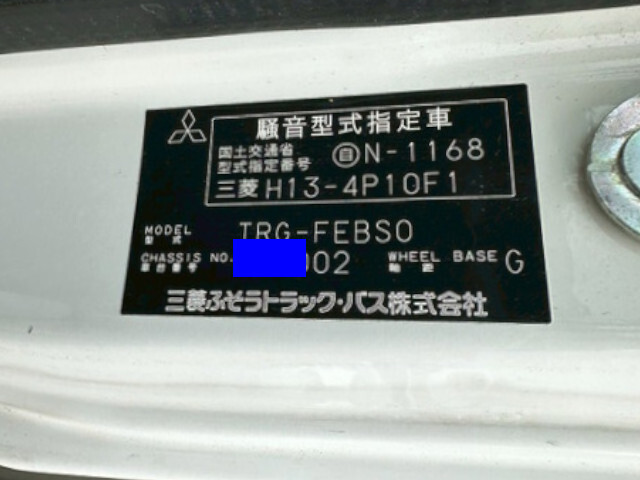 騒音型式指定車
国土交通省
型式指定番号 自N-1168
三菱 H13-4P10F1
MODEL
型式 TRG-FEBS0
CHASSIS NO. 002 WHEEL BASE G
車台番号 軸距
三菱ふそうトラック・バス株式会社